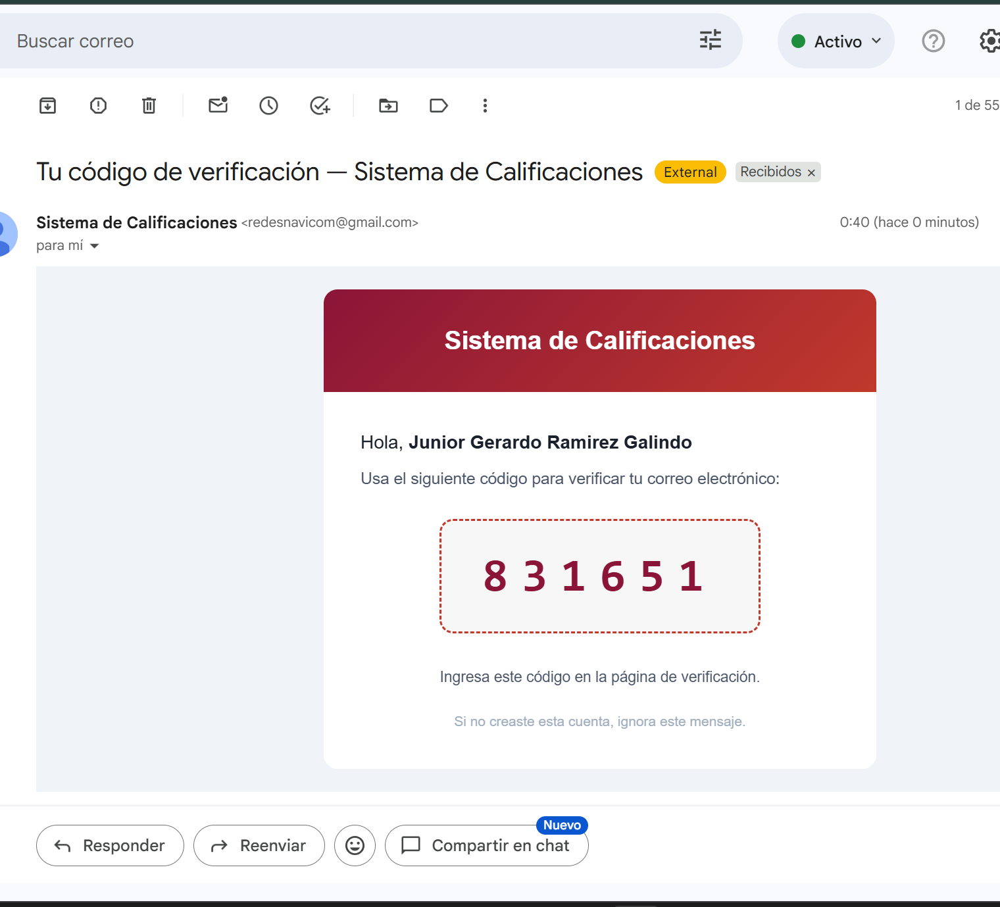 Buscar correo
Activo
1 de 55
Tu código de verificación — Sistema de Calificaciones External Recibidos ×
Sistema de Calificaciones <redesnavicom@gmail.com> 0:40 (hace 0 minutos)
para mí
Sistema de Calificaciones
Hola, Junior Gerardo Ramirez Galindo
Usa el siguiente código para verificar tu correo electrónico:
8 3 1 6 5 1
Ingresa este código en la página de verificación.
Si no creaste esta cuenta, ignora este mensaje.
Nuevo
Responder Reenviar Compartir en chat